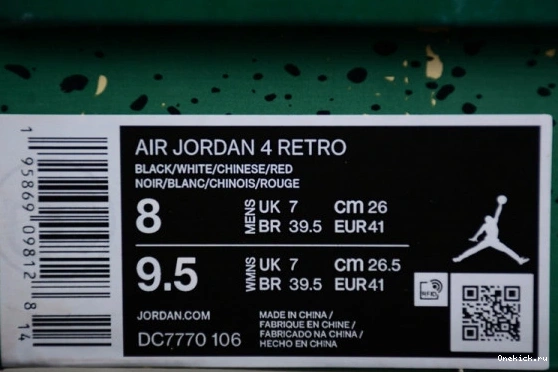 AIR JORDAN 4 RETRO
BLACK/WHITE/CHINESE/RED
NOIR/BLANC/CHINOIS/ROUGE
8 MENS UK 7 cm 26
BR 39.5 EUR41
9.5 WMNS UK 7 cm 26.5
BR 39.5 EUR41
JORDAN.COM
DC7770 106
MADE IN CHINA /
FABRIQUE EN CHINE /
FABRICADO NA CHINA /
HECHO EN CHINA
RFID
1 95869 09812 8 14
Onekick.ru